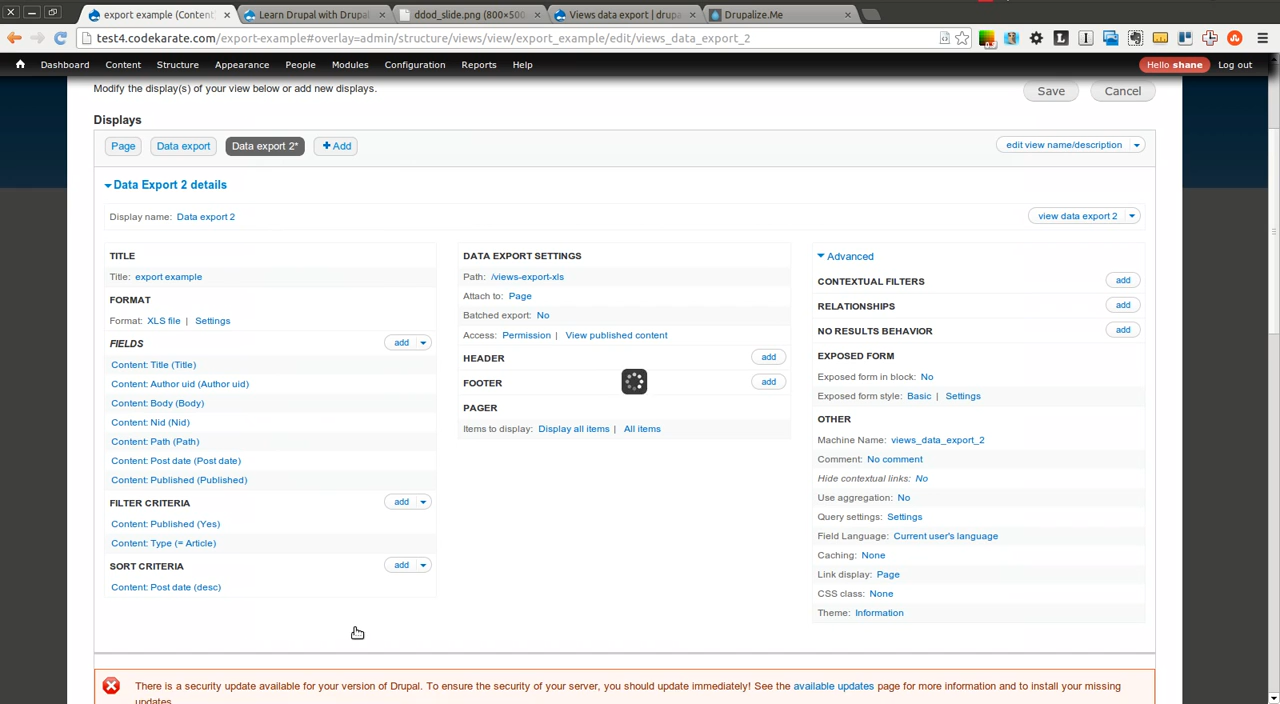 export example (Content
Learn Drupal with Drupal
ddod_slide.png (800×500
Views data export | drupa
Drupalize.Me
test4.codekarate.com/export-example#overlay=admin/structure/views/view/export_example/edit/views_data_export_2
Dashboard Content Structure Appearance People Modules Configuration Reports Help Hello shane Log out
Modify the display(s) of your view below or add new displays.
Save Cancel
Displays
Page Data export Data export 2* + Add edit view name/description
Data Export 2 details
Display name: Data export 2 view data export 2
TITLE
Title: export example
FORMAT
Format: XLS file | Settings
FIELDS add
Content: Title (Title)
Content: Author uid (Author uid)
Content: Body (Body)
Content: Nid (Nid)
Content: Path (Path)
Content: Post date (Post date)
Content: Published (Published)
FILTER CRITERIA add
Content: Published (Yes)
Content: Type (= Article)
SORT CRITERIA add
Content: Post date (desc)
DATA EXPORT SETTINGS
Path: /views-export-xls
Attach to: Page
Batched export: No
Access: Permission | View published content
HEADER add
FOOTER add
PAGER
Items to display: Display all items | All items
Advanced
CONTEXTUAL FILTERS add
RELATIONSHIPS add
NO RESULTS BEHAVIOR add
EXPOSED FORM
Exposed form in block: No
Exposed form style: Basic | Settings
OTHER
Machine Name: views_data_export_2
Comment: No comment
Hide contextual links: No
Use aggregation: No
Query settings: Settings
Field Language: Current user's language
Caching: None
Link display: Page
CSS class: None
Theme: Information
There is a security update available for your version of Drupal. To ensure the security of your server, you should update immediately! See the available updates page for more information and to install your missing
updates.